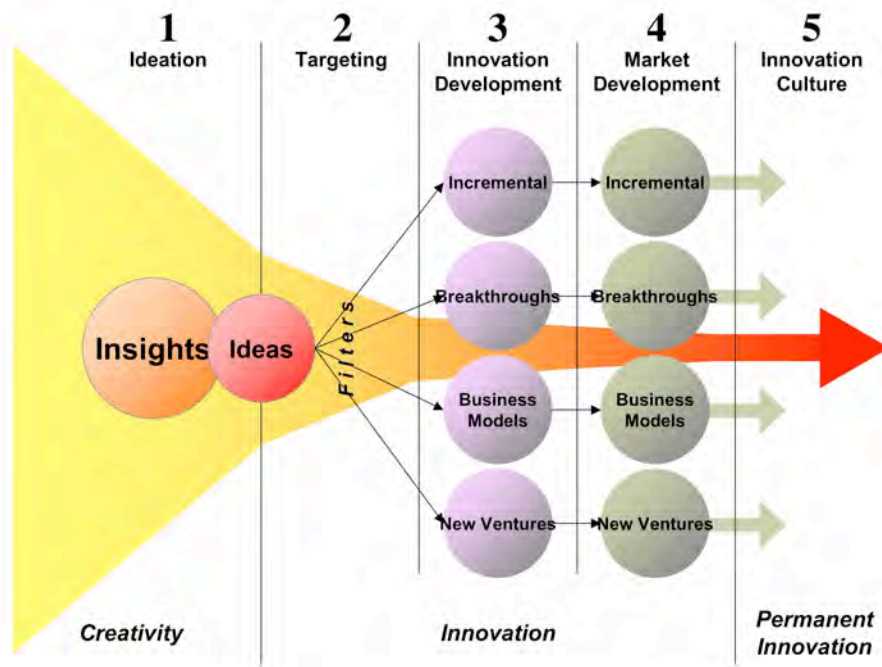 1
Ideation
2
Targeting
3
Innovation
Development
4
Market
Development
5
Innovation
Culture
Insights
Ideas
Filters
Incremental
Incremental
Breakthroughs
Breakthroughs
Business
Models
Business
Models
New Ventures
New Ventures
Creativity
Innovation
Permanent
Innovation